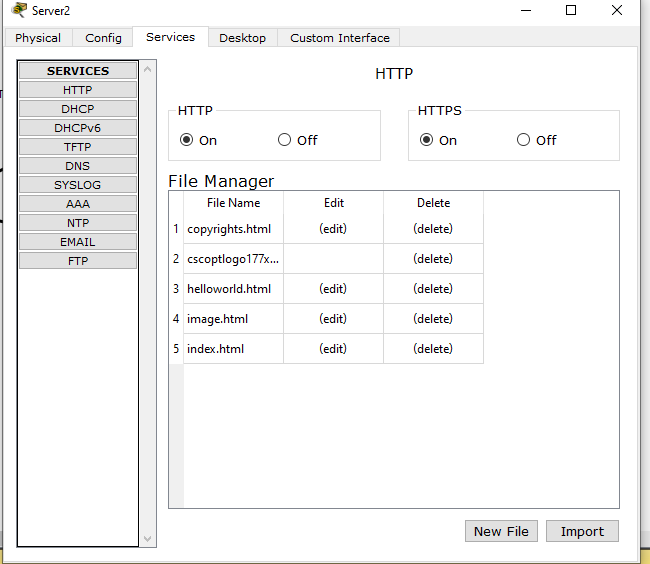 Server2
Physical Config Services Desktop Custom Interface
SERVICES
HTTP
DHCP
DHCPv6
TFTP
DNS
SYSLOG
AAA
NTP
EMAIL
FTP
HTTP
HTTP
On Off
HTTPS
On Off
File Manager
File Name Edit Delete
1 copyrights.html (edit) (delete)
2 cscoptlogo177x... (delete)
3 helloworld.html (edit) (delete)
4 image.html (edit) (delete)
5 index.html (edit) (delete)
New File Import